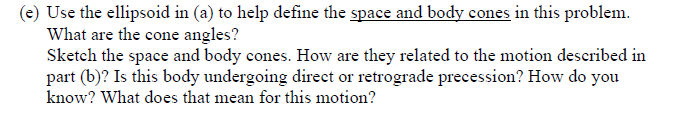 (e) Use the ellipsoid in (a) to help define the space and body cones in this problem.
What are the cone angles?
Sketch the space and body cones. How are they related to the motion described in
part (b)? Is this body undergoing direct or retrograde precession? How do you
know? What does that mean for this motion?